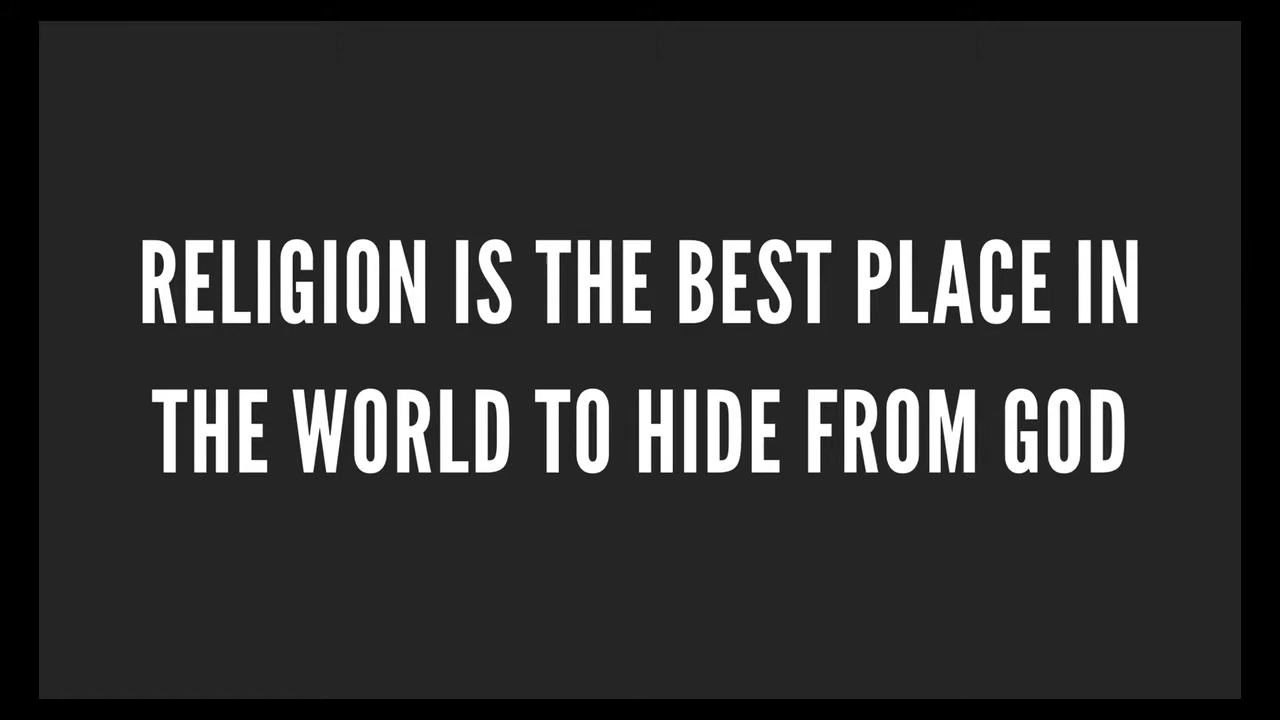 RELIGION IS THE BEST PLACE IN
THE WORLD TO HIDE FROM GOD